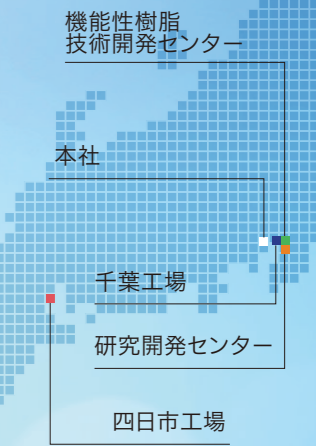 機能性樹脂
技術開発センター
本社
千葉工場
研究開発センター
四日市工場